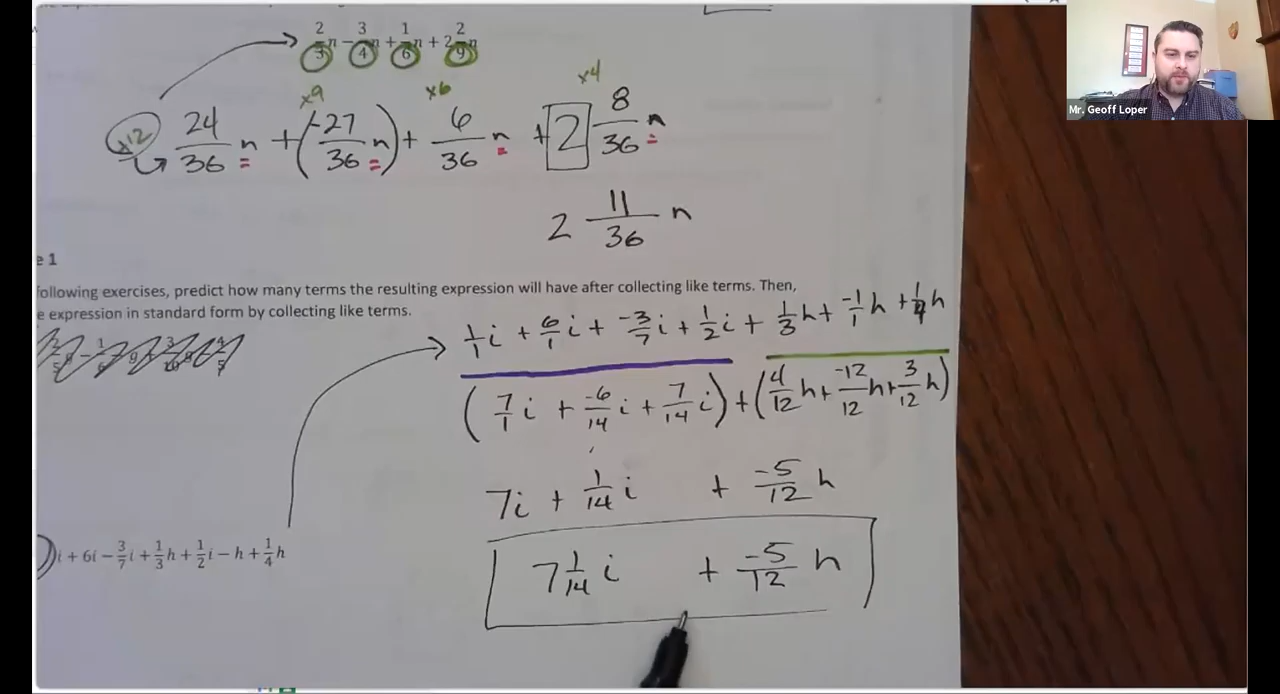 2/3 n − 3/4 n + 1/6 n + 2 2/9 n
x9 x6 x4
x12 24/36 n + (-27/36 n) + 6/36 n + 2 8/36 n
2 11/36 n
Mr. Geoff Loper
e 1
following exercises, predict how many terms the resulting expression will have after collecting like terms. Then,
e expression in standard form by collecting like terms.
1/1 i + 6/1 i + -3/7 i + 1/2 i + 1/3 h + -1/1 h + 1/4 h
(7/1 i + -6/14 i + 7/14 i) + (4/12 h + -12/12 h + 3/12 h)
7i + 1/14 i + -5/12 h
i + 6i − 3/7 i + 1/3 h + 1/2 i − h + 1/4 h
7 1/14 i + -5/12 h